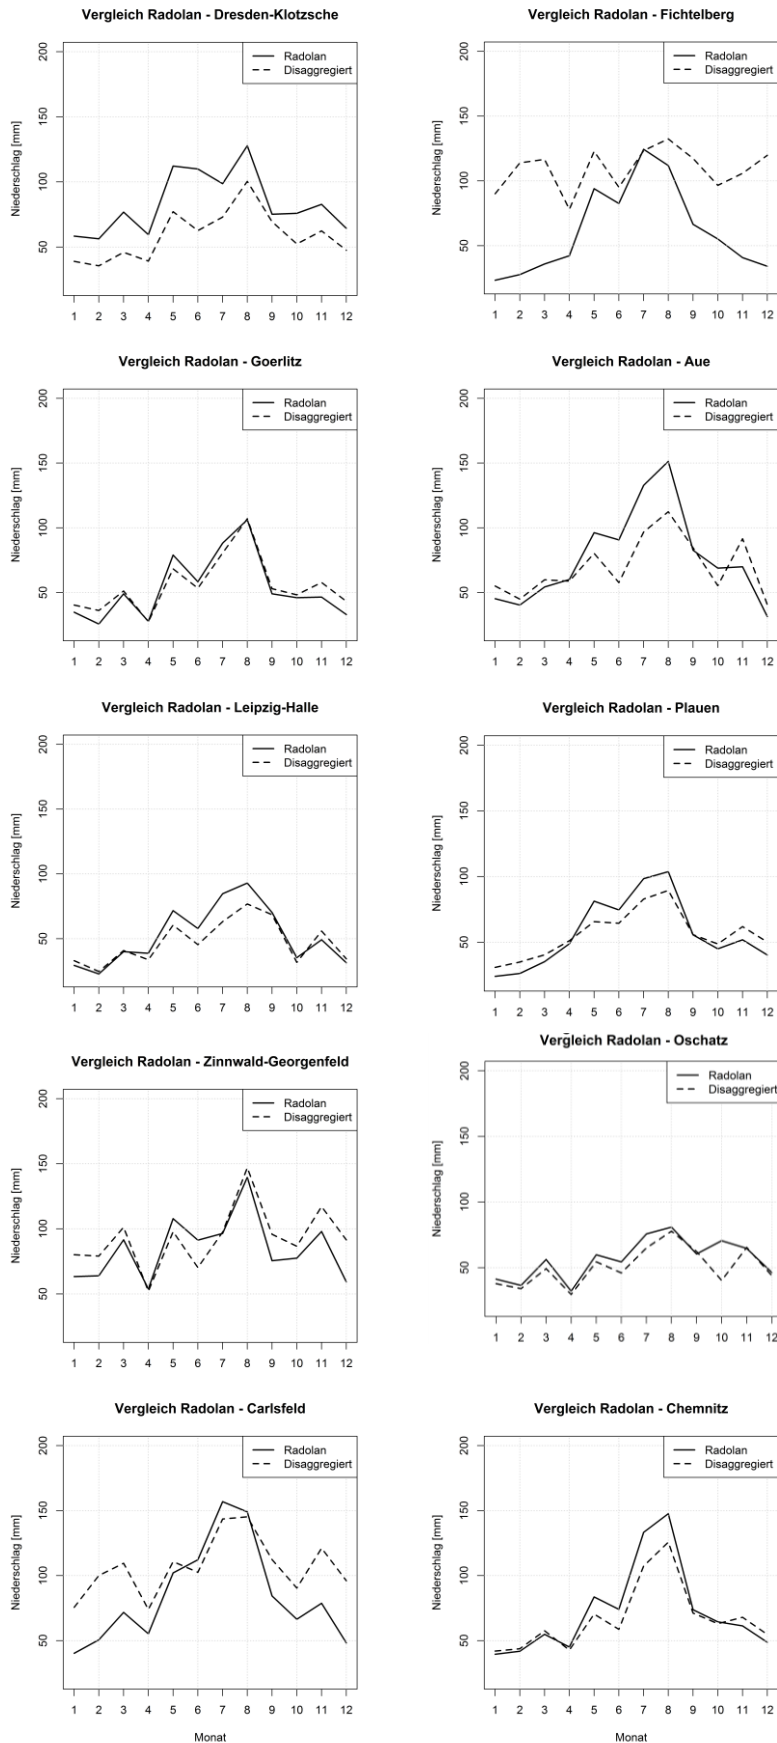 Vergleich Radolan - Dresden-Klotzsche
Radolan
Disaggregiert
Niederschlag [mm]
200
150
100
50
1 2 3 4 5 6 7 8 9 10 11 12
Vergleich Radolan - Fichtelberg
Radolan
Disaggregiert
Niederschlag [mm]
200
150
100
50
1 2 3 4 5 6 7 8 9 10 11 12
Vergleich Radolan - Goerlitz
Radolan
Disaggregiert
Niederschlag [mm]
200
150
100
50
1 2 3 4 5 6 7 8 9 10 11 12
Vergleich Radolan - Aue
Radolan
Disaggregiert
Niederschlag [mm]
200
150
100
50
1 2 3 4 5 6 7 8 9 10 11 12
Vergleich Radolan - Leipzig-Halle
Radolan
Disaggregiert
Niederschlag [mm]
200
150
100
50
1 2 3 4 5 6 7 8 9 10 11 12
Vergleich Radolan - Plauen
Radolan
Disaggregiert
Niederschlag [mm]
200
150
100
50
1 2 3 4 5 6 7 8 9 10 11 12
Vergleich Radolan - Zinnwald-Georgenfeld
Radolan
Disaggregiert
Niederschlag [mm]
200
150
100
50
1 2 3 4 5 6 7 8 9 10 11 12
Vergleich Radolan - Oschatz
Radolan
Disaggregiert
Niederschlag [mm]
200
150
100
50
1 2 3 4 5 6 7 8 9 10 11 12
Vergleich Radolan - Carlsfeld
Radolan
Disaggregiert
Niederschlag [mm]
200
150
100
50
1 2 3 4 5 6 7 8 9 10 11 12
Monat
Vergleich Radolan - Chemnitz
Radolan
Disaggregiert
Niederschlag [mm]
200
150
100
50
1 2 3 4 5 6 7 8 9 10 11 12
Monat